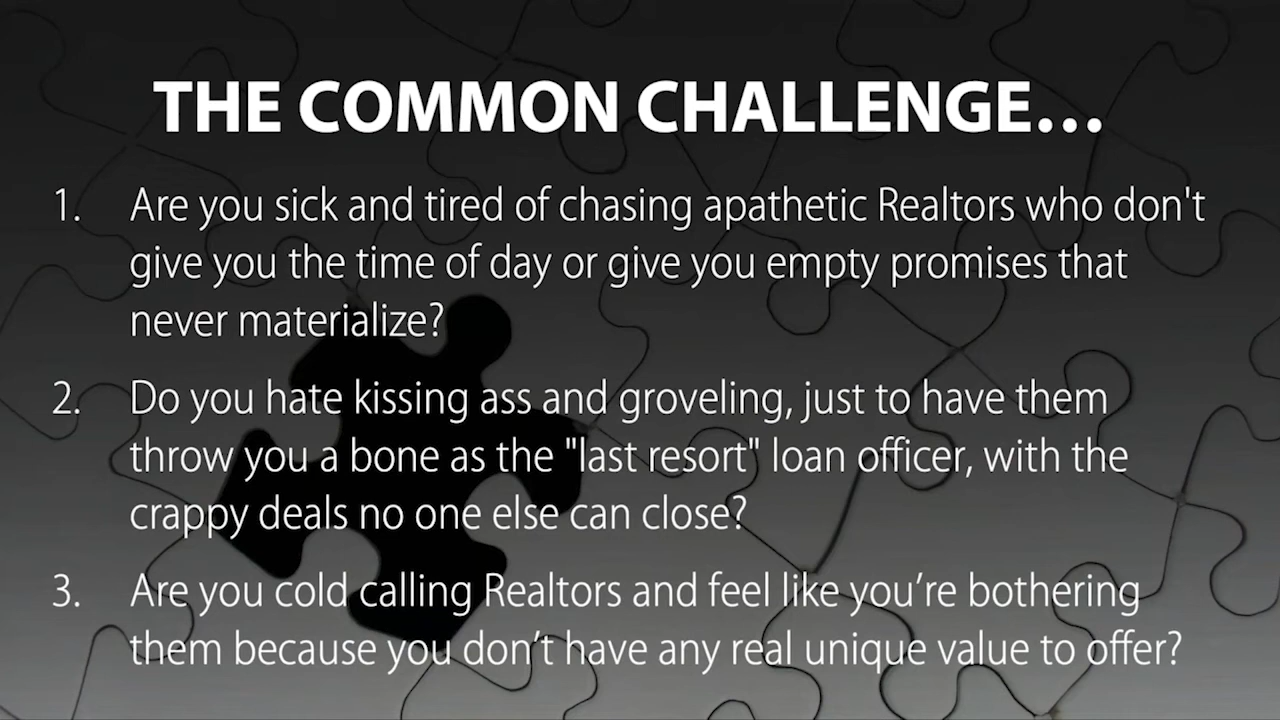 THE COMMON CHALLENGE...
1. Are you sick and tired of chasing apathetic Realtors who don't
give you the time of day or give you empty promises that
never materialize?
2. Do you hate kissing ass and groveling, just to have them
throw you a bone as the "last resort" loan officer, with the
crappy deals no one else can close?
3. Are you cold calling Realtors and feel like you’re bothering
them because you don’t have any real unique value to offer?